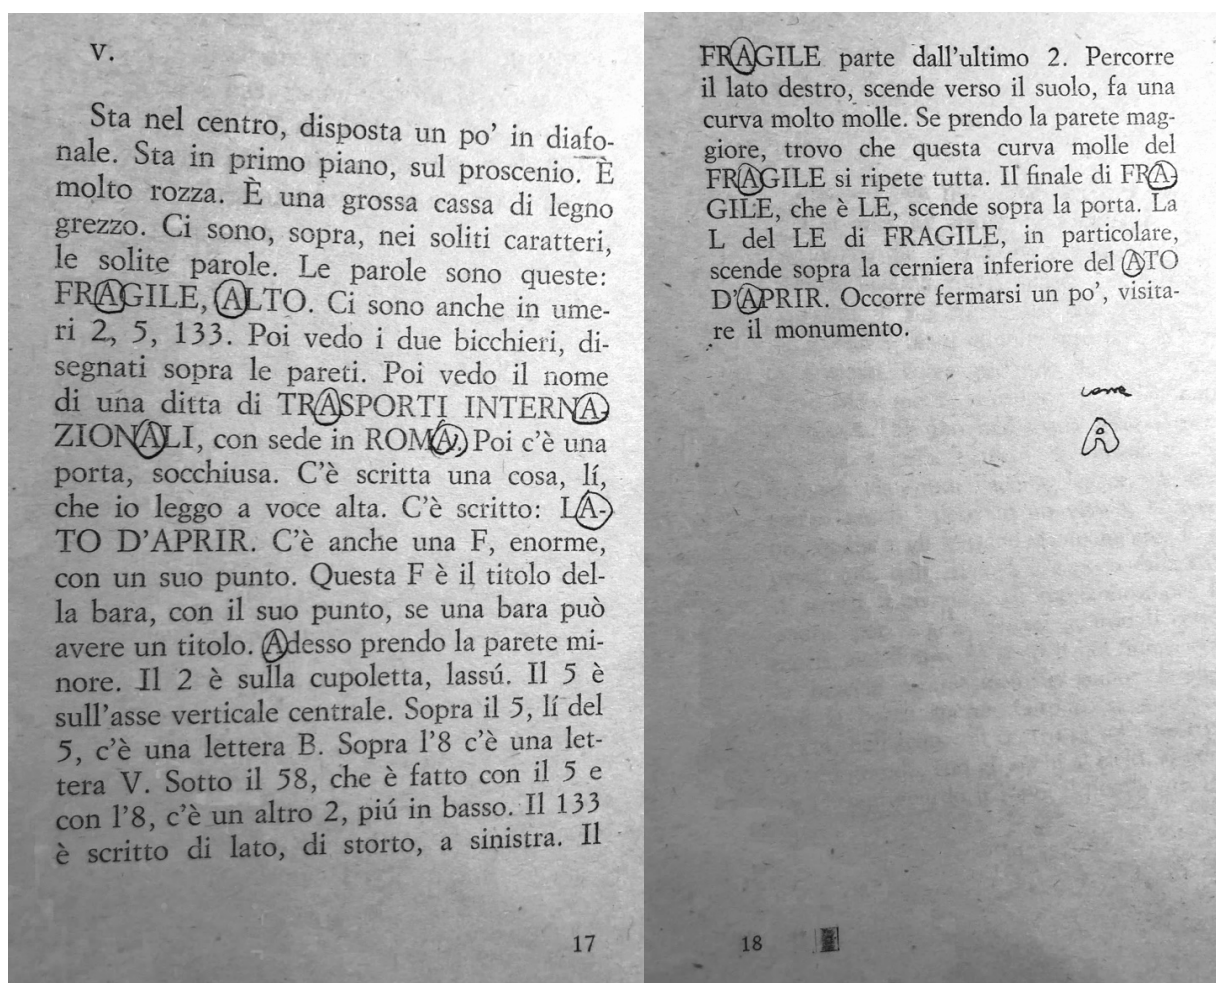 V.
Sta nel centro, disposta un po' in diafo-
nale. Sta in primo piano, sul proscenio. È
molto rozza. È una grossa cassa di legno
grezzo. Ci sono, sopra, nei soliti caratteri,
le solite parole. Le parole sono queste:
FRAGILE, ALTO. Ci sono anche in ume-
ri 2, 5, 133. Poi vedo i due bicchieri, di-
segnati sopra le pareti. Poi vedo il nome
di una ditta di TRASPORTI INTERNA-
ZIONALI, con sede in ROMA. Poi c'è una
porta, socchiusa. C'è scritta una cosa, lí,
che io leggo a voce alta. C'è scritto: LA-
TO D'APRIR. C'è anche una F, enorme,
con un suo punto. Questa F è il titolo del-
la bara, con il suo punto, se una bara può
avere un titolo. Adesso prendo la parete mi-
nore. Il 2 è sulla cupoletta, lassú. Il 5 è
sull'asse verticale centrale. Sopra il 5, lí del
5, c'è una lettera B. Sopra l'8 c'è una let-
tera V. Sotto il 58, che è fatto con il 5 e
con l'8, c'è un altro 2, piú in basso. Il 133
è scritto di lato, di storto, a sinistra. Il
17
FRAGILE parte dall'ultimo 2. Percorre
il lato destro, scende verso il suolo, fa una
curva molto molle. Se prendo la parete mag-
giore, trovo che questa curva molle del
FRAGILE si ripete tutta. Il finale di FRA-
GILE, che è LE, scende sopra la porta. La
L del LE di FRAGILE, in particolare,
scende sopra la cerniera inferiore del ATO
D'APRIR. Occorre fermarsi un po', visita-
re il monumento.
A
18